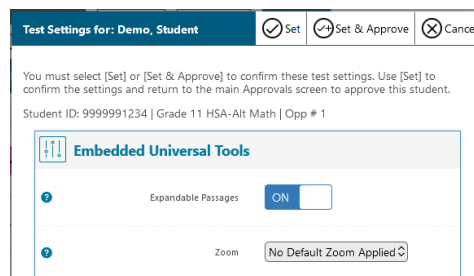 Test Settings for: Demo, Student
Set
Set & Approve
Cance
You must select [Set] or [Set & Approve] to confirm these test settings. Use [Set] to
confirm the settings and return to the main Approvals screen to approve this student.
Student ID: 9999991234 | Grade 11 HSA-Alt Math | Opp # 1
Embedded Universal Tools
? Expandable Passages ON
? Zoom No Default Zoom Applied